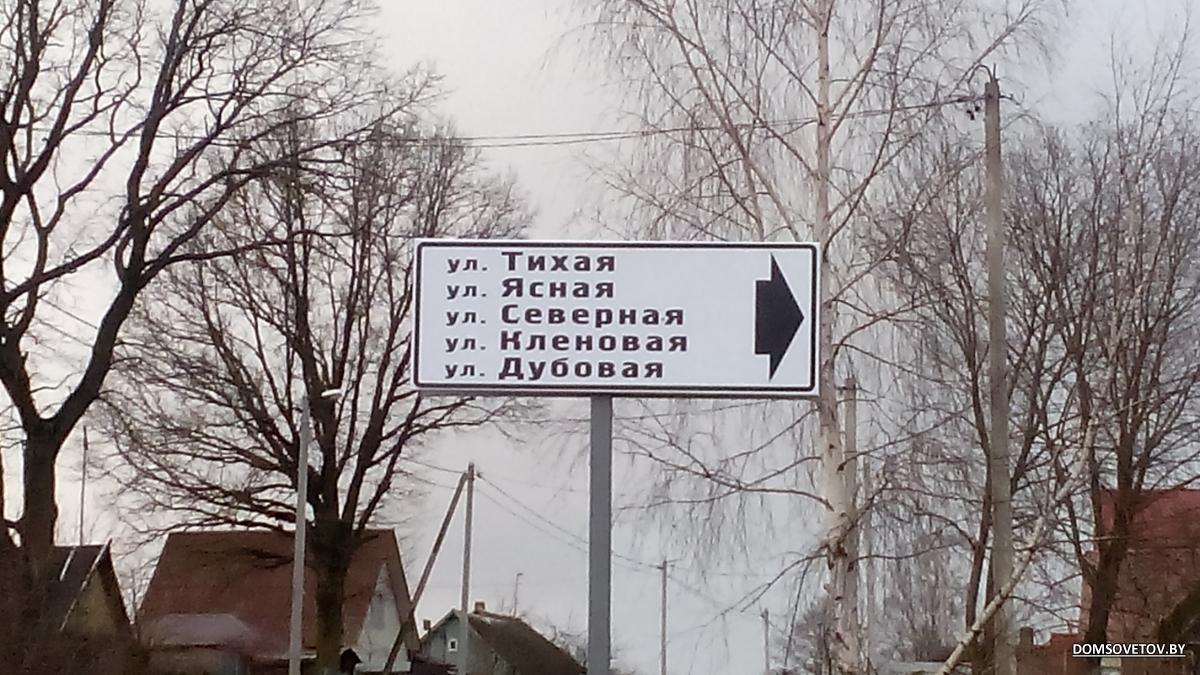 ул. Тихая
ул. Ясная
ул. Северная
ул. Кленовая
ул. Дубовая
DOMSOVETOV.BY